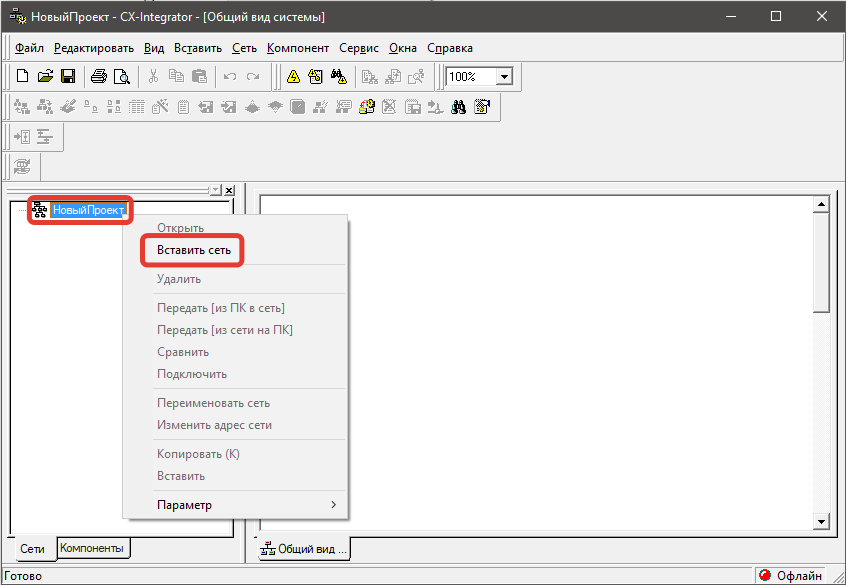 НовыйПроект - CX-Integrator - [Общий вид системы]
Файл Редактировать Вид Вставить Сеть Компонент Сервис Окна Справка
100%
НовыйПроект
Открыть
Вставить сеть
Удалить
Передать [из ПК в сеть]
Передать [из сети на ПК]
Сравнить
Подключить
Переименовать сеть
Изменить адрес сети
Копировать (K)
Вставить
Параметр
Сети Компоненты Общий вид ...
Готово Офлайн